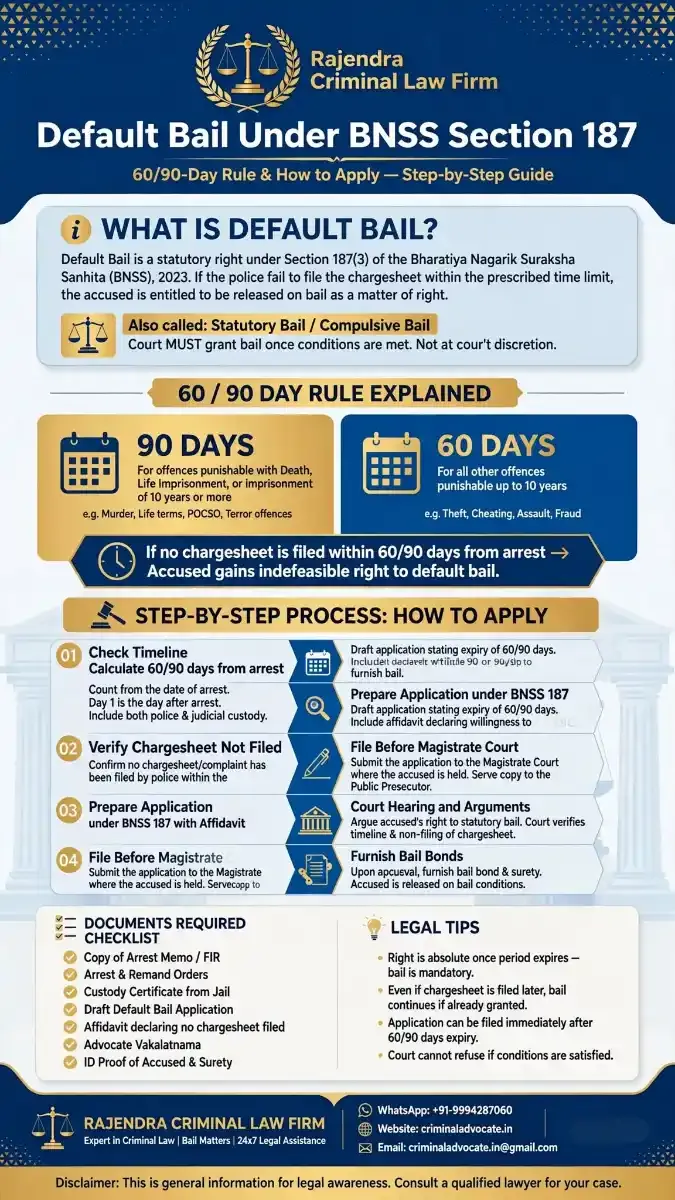 Rajendra
Criminal Law Firm
Default Bail Under BNSS Section 187
60/90-Day Rule & How to Apply — Step-by-Step Guide
i WHAT IS DEFAULT BAIL?
Default Bail is a statutory right under Section 187(3) of the Bharatiya Nagarik Suraksha
Sanhita (BNSS), 2023. If the police fail to file the chargesheet within the prescribed time limit,
the accused is entitled to be released on bail as a matter of right.
Also called: Statutory Bail / Compulsive Bail
Court MUST grant bail once conditions are met. Not at cour't discretion.
60 / 90 DAY RULE EXPLAINED
90 DAYS
For offences punishable with Death,
Life Imprisonment, or imprisonment
of 10 years or more
e.g. Murder, Life terms, POCSO, Terror offences
60 DAYS
For all other offences
punishable up to 10 years
e.g. Theft, Cheating, Assault, Fraud
If no chargesheet is filed within 60/90 days from arrest →
Accused gains indefeasible right to default bail.
STEP-BY-STEP PROCESS: HOW TO APPLY
01 Check Timeline
Calculate 60/90 days from arrest
Count from the date of arrest.
Day 1 is the day after arrest.
Include both police & judicial custody.
02 Verify Chargesheet Not Filed
Confirm no chargesheet/complaint has
been filed by police within the
03 Prepare Application
under BNSS 187 with Affidavit
04 File Before Magistrate
Submit the application to the Magistrate
where the accused is held.
Draft application stating expiry of 60/90 days.
furnish bail.
Prepare Application under BNSS 187
Draft application stating expiry of 60/90 days.
Include affidavit declaring willingness to
File Before Magistrate Court
Submit the application to the Magistrate Court
where the accused is held. Serve copy to the
Public Presecutor.
Court Hearing and Arguments
Argue accused's right to statutory bail. Court verifies
timeline & non-filing of chargesheet.
Furnish Bail Bonds
Upon furnish bail bond & surety.
Accused is released on bail conditions.
DOCUMENTS REQUIRED
CHECKLIST
Copy of Arrest Memo / FIR
Arrest & Remand Orders
Custody Certificate from Jail
Draft Default Bail Application
Affidavit declaring no chargesheet filed
Advocate Vakalatnama
ID Proof of Accused & Surety
LEGAL TIPS
• Right is absolute once period expires —
bail is mandatory.
• Even if chargesheet is filed later, bail
continues if already granted.
• Application can be filed immediately after
60/90 days expiry.
• Court cannot refuse if conditions are satisfied.
RAJENDRA CRIMINAL LAW FIRM
Expert in Criminal Law | Bail Matters | 24x7 Legal Assistance
WhatsApp: +91-9994287060
Website: criminaladvocate.in
Email: criminaladvocate.in@gmail.com
Disclaimer: This is general information for legal awareness. Consult a qualified lawyer for your case.